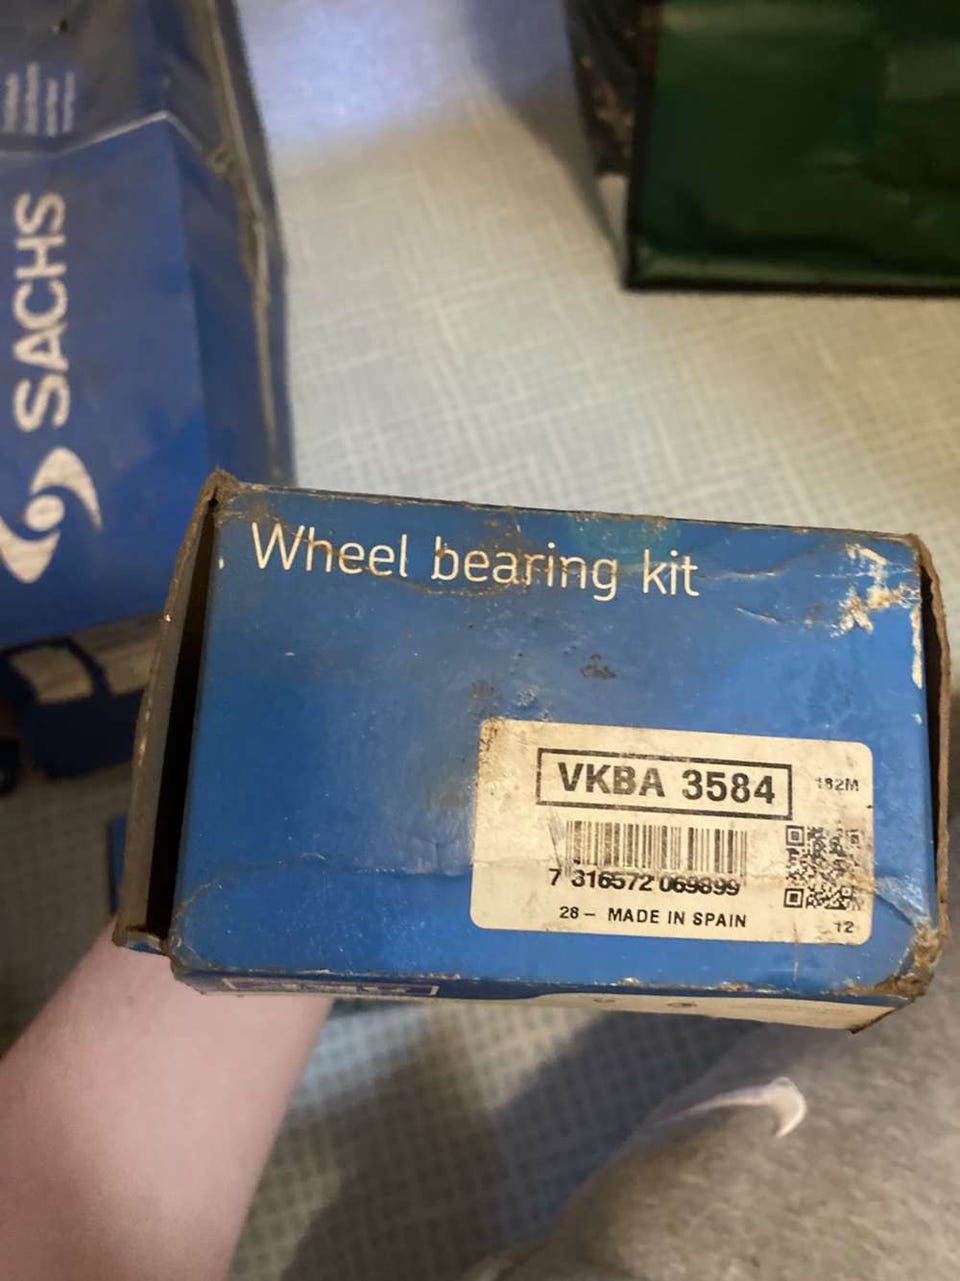 SACHS
Wheel bearing kit
VKBA 3584
182M
7 316572 069899
28 - MADE IN SPAIN
12